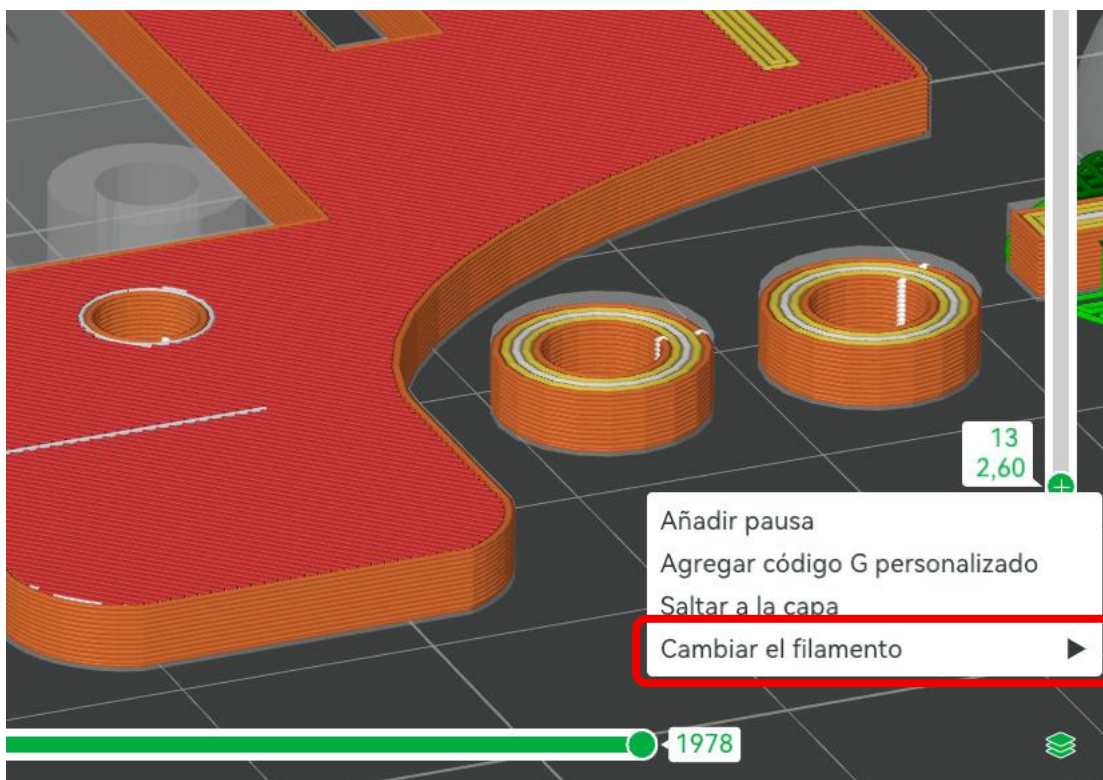 13
2,60
Añadir pausa
Agregar código G personalizado
Saltar a la capa
Cambiar el filamento
1978